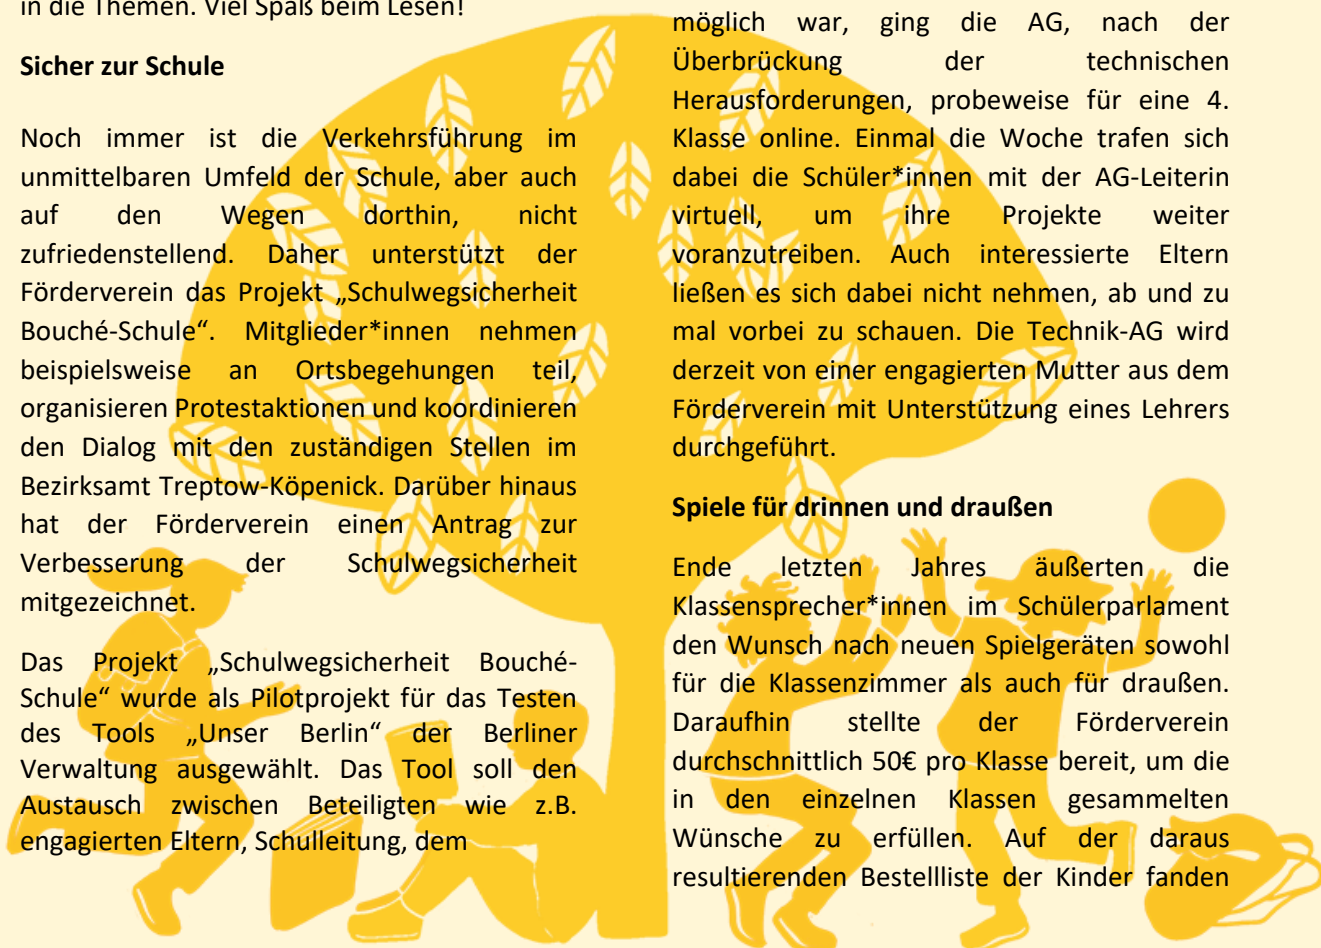 in die Themen. Viel Spaß beim Lesen!
Sicher zur Schule
Noch immer ist die Verkehrsführung im
unmittelbaren Umfeld der Schule, aber auch
auf den Wegen dorthin, nicht
zufriedenstellend. Daher unterstützt der
Förderverein das Projekt „Schulwegsicherheit
Bouché-Schule“. Mitglieder*innen nehmen
beispielsweise an Ortsbegehungen teil,
organisieren Protestaktionen und koordinieren
den Dialog mit den zuständigen Stellen im
Bezirksamt Treptow-Köpenick. Darüber hinaus
hat der Förderverein einen Antrag zur
Verbesserung der Schulwegsicherheit
mitgezeichnet.
Das Projekt „Schulwegsicherheit Bouché-
Schule“ wurde als Pilotprojekt für das Testen
des Tools „Unser Berlin“ der Berliner
Verwaltung ausgewählt. Das Tool soll den
Austausch zwischen Beteiligten wie z.B.
engagierten Eltern, Schulleitung, dem
möglich war, ging die AG, nach der
Überbrückung der technischen
Herausforderungen, probeweise für eine 4.
Klasse online. Einmal die Woche trafen sich
dabei die Schüler*innen mit der AG-Leiterin
virtuell, um ihre Projekte weiter
voranzutreiben. Auch interessierte Eltern
ließen es sich dabei nicht nehmen, ab und zu
mal vorbei zu schauen. Die Technik-AG wird
derzeit von einer engagierten Mutter aus dem
Förderverein mit Unterstützung eines Lehrers
durchgeführt.
Spiele für drinnen und draußen
Ende letzten Jahres äußerten die
Klassensprecher*innen im Schülerparlament
den Wunsch nach neuen Spielgeräten sowohl
für die Klassenzimmer als auch für draußen.
Daraufhin stellte der Förderverein
durchschnittlich 50€ pro Klasse bereit, um die
in den einzelnen Klassen gesammelten
Wünsche zu erfüllen. Auf der daraus
resultierenden Bestellliste der Kinder fanden